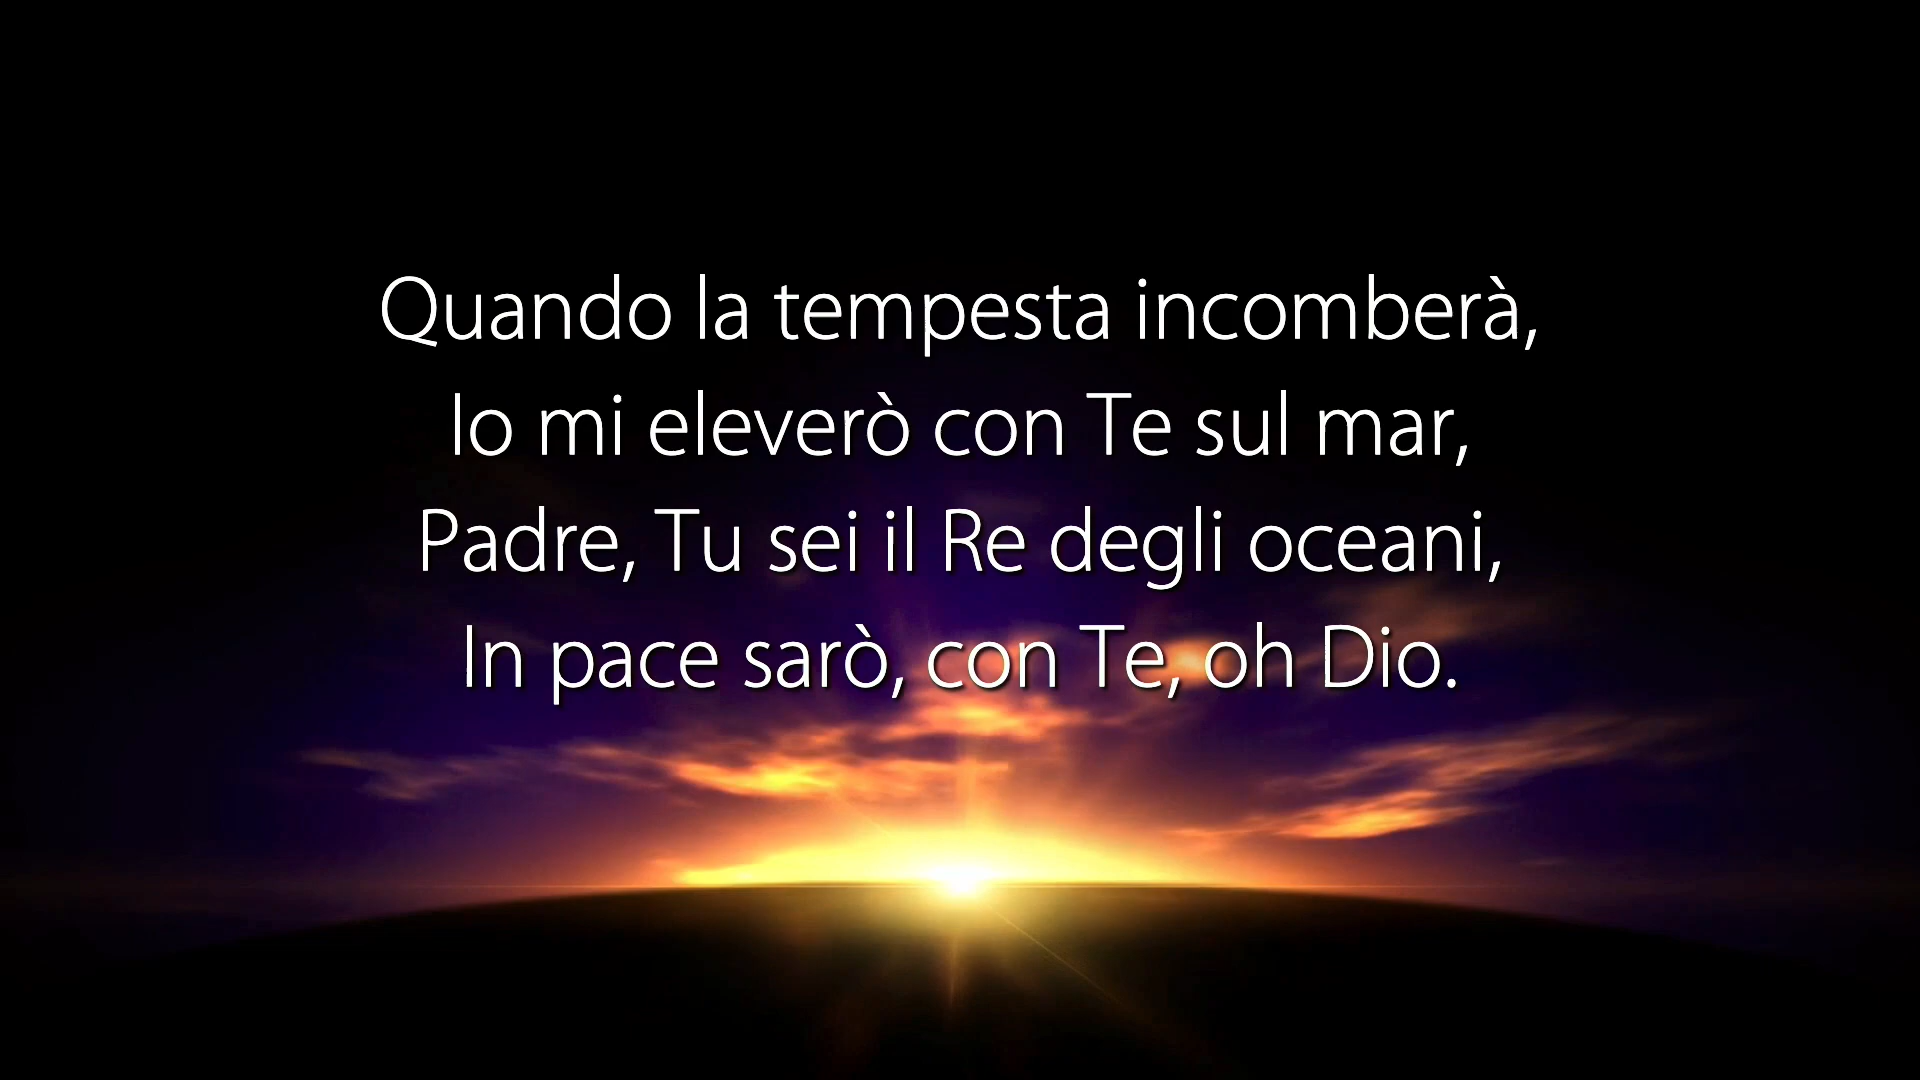 Quando la tempesta incomberà,
Io mi eleverò con Te sul mar,
Padre, Tu sei il Re degli oceani,
In pace sarò, con Te, oh Dio.